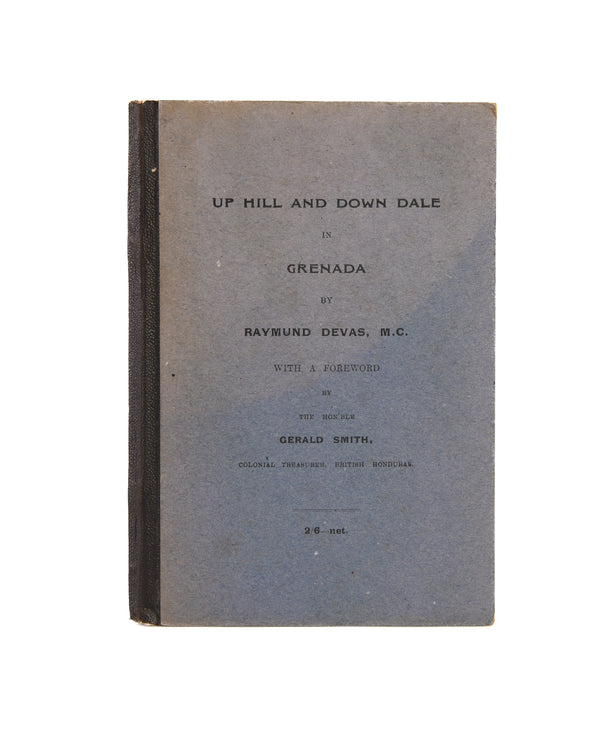 UP HILL AND DOWN DALE
IN
GRENADA
BY
RAYMUND DEVAS, M.C.
WITH A FOREWORD
BY
THE HON'BLE
GERALD SMITH,
COLONIAL TREASURER, BRITISH HONDURAS.
2/6 net.